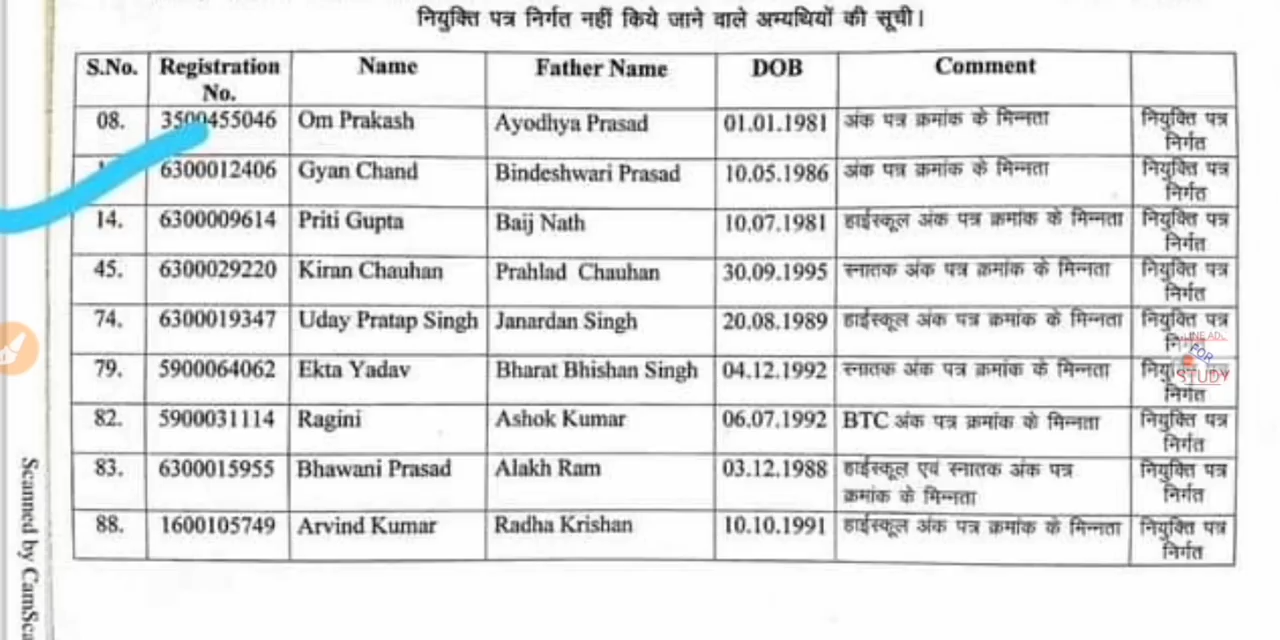 नियुक्ति पत्र निर्गत नहीं किये जाने वाले अभ्यथियों की सूची।
S.No. Registration No. Name Father Name DOB Comment
08. 3500455046 Om Prakash Ayodhya Prasad 01.01.1981 अंक पत्र क्रमांक के भिन्नता नियुक्ति पत्र निर्गत
6300012406 Gyan Chand Bindeshwari Prasad 10.05.1986 अंक पत्र क्रमांक के भिन्नता नियुक्ति पत्र निर्गत
14. 6300009614 Priti Gupta Baij Nath 10.07.1981 हाईस्कूल अंक पत्र क्रमांक के भिन्नता नियुक्ति पत्र निर्गत
45. 6300029220 Kiran Chauhan Prahlad Chauhan 30.09.1995 स्नातक अंक पत्र क्रमांक के भिन्नता नियुक्ति पत्र निर्गत
74. 6300019347 Uday Pratap Singh Janardan Singh 20.08.1989 हाईस्कूल अंक पत्र क्रमांक के भिन्नता नियुक्ति पत्र
79. 5900064062 Ekta Yadav Bharat Bhishan Singh 04.12.1992 स्नातक अंक पत्र क्रमांक के भिन्नता पत्र निर्गत
82. 5900031114 Ragini Ashok Kumar 06.07.1992 BTC अंक पत्र क्रमांक के भिन्नता नियुक्ति पत्र निर्गत
83. 6300015955 Bhawani Prasad Alakh Ram 03.12.1988 हाईस्कूल एवं स्नातक अंक पत्र क्रमांक के भिन्नता नियुक्ति पत्र निर्गत
88. 1600105749 Arvind Kumar Radha Krishan 10.10.1991 हाईस्कूल अंक पत्र क्रमांक के भिन्नता नियुक्ति पत्र निर्गत
FOR
STUDY
Scanned by